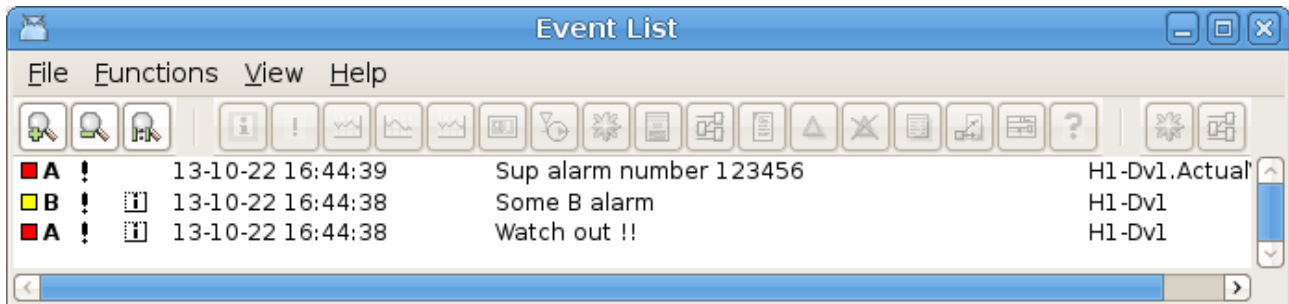 Event List
File Functions View Help
A ! 13-10-22 16:44:39 Sup alarm number 123456 H1-Dv1.Actual
B ! i 13-10-22 16:44:38 Some B alarm H1-Dv1
A ! i 13-10-22 16:44:38 Watch out !! H1-Dv1